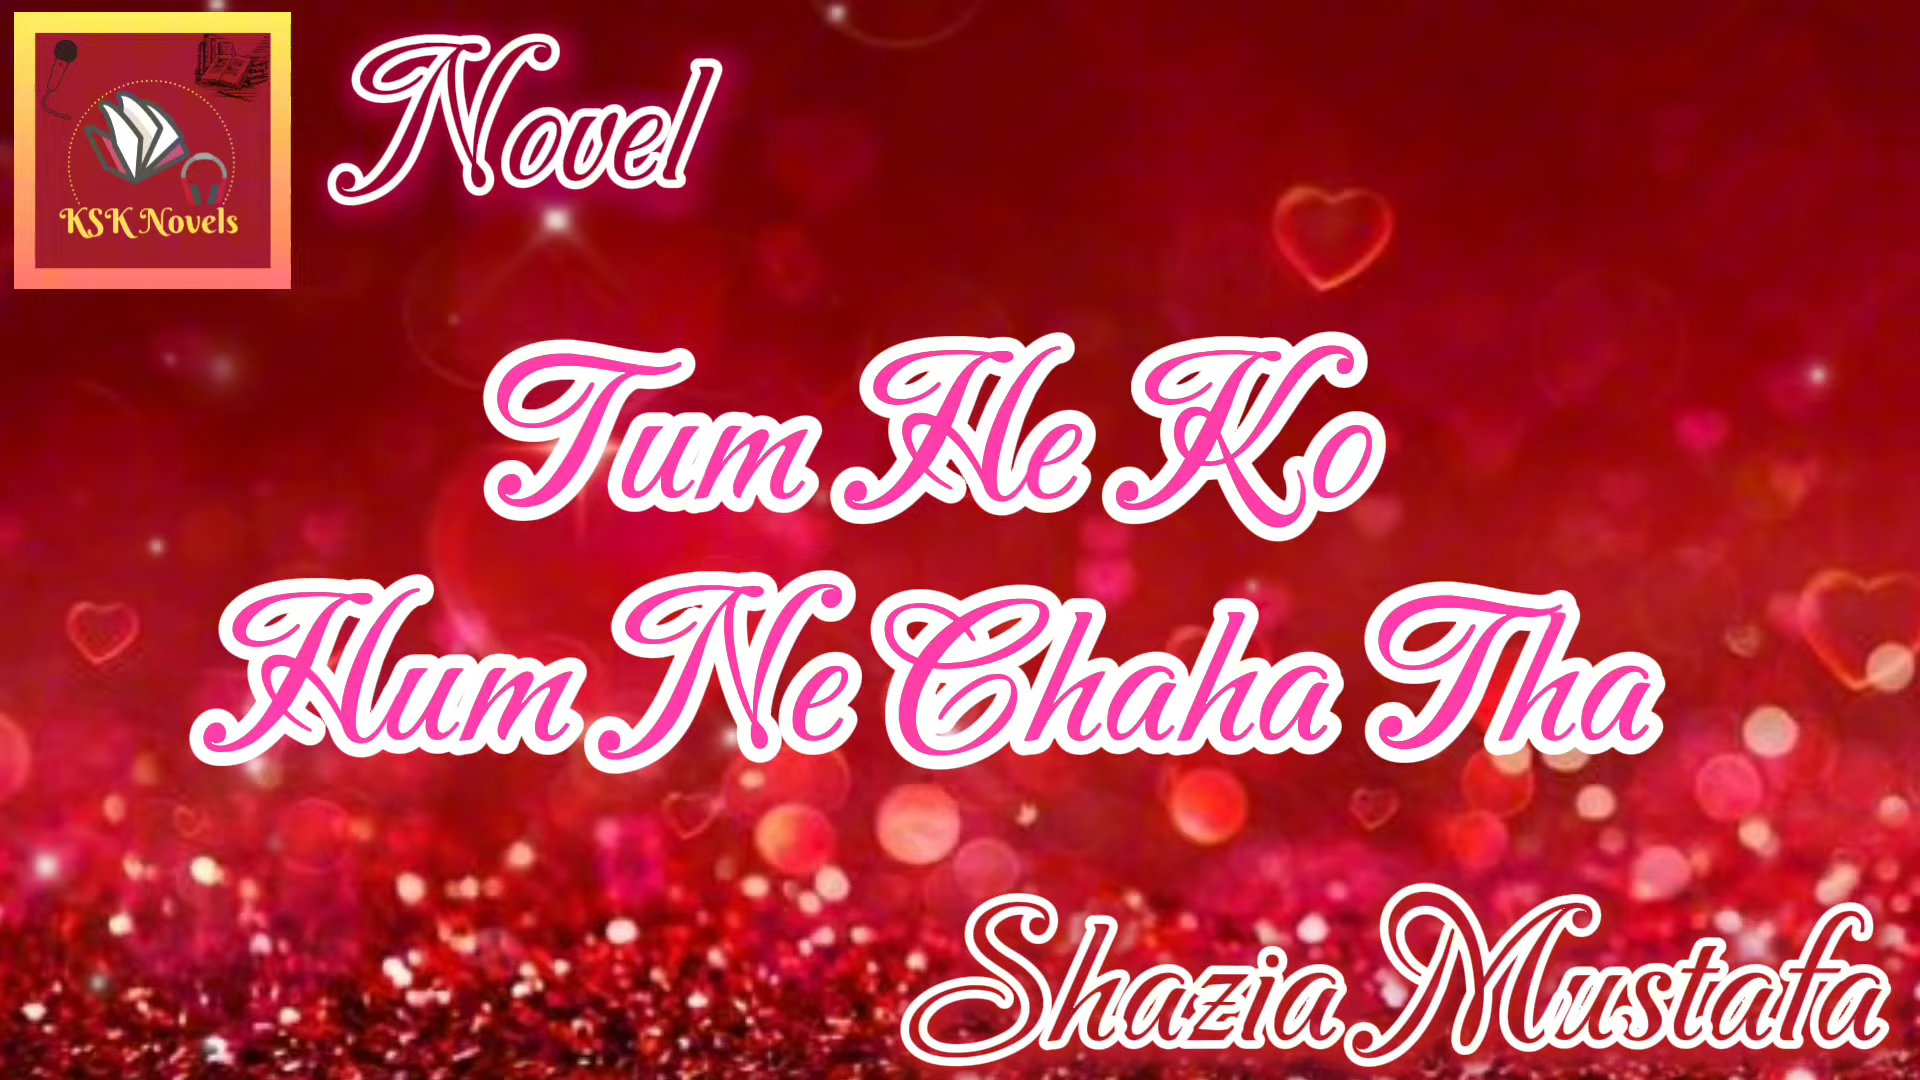 KSK Novels
Novel
Tum He Ko
Hum Ne Chaha Tha
Shazia Mustafa